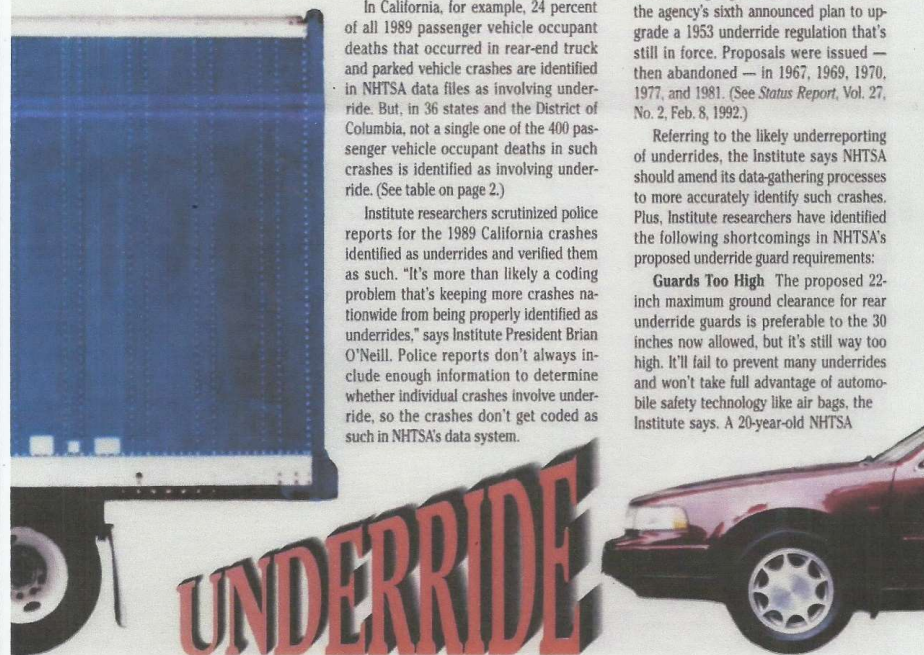 In California, for example, 24 percent
of all 1989 passenger vehicle occupant
deaths that occurred in rear-end truck
and parked vehicle crashes are identified
in NHTSA data files as involving under-
ride. But, in 36 states and the District of
Columbia, not a single one of the 400 pas-
senger vehicle occupant deaths in such
crashes is identified as involving under-
ride. (See table on page 2.)
Institute researchers scrutinized police
reports for the 1989 California crashes
identified as underrides and verified them
as such. “It's more than likely a coding
problem that's keeping more crashes na-
tionwide from being properly identified as
underrides,” says Institute President Brian
O'Neill. Police reports don't always in-
clude enough information to determine
whether individual crashes involve under-
ride, so the crashes don't get coded as
such in NHTSA's data system.
the agency's sixth announced plan to up-
grade a 1953 underride regulation that's
still in force. Proposals were issued —
then abandoned — in 1967, 1969, 1970,
1977, and 1981. (See Status Report, Vol. 27,
No. 2, Feb. 8, 1992.)
Referring to the likely underreporting
of underrides, the Institute says NHTSA
should amend its data-gathering processes
to more accurately identify such crashes.
Plus, Institute researchers have identified
the following shortcomings in NHTSA's
proposed underride guard requirements:
Guards Too High The proposed 22-
inch maximum ground clearance for rear
underride guards is preferable to the 30
inches now allowed, but it's still way too
high. It'll fail to prevent many underrides
and won't take full advantage of automo-
bile safety technology like air bags, the
Institute says. A 20-year-old NHTSA
UNDERRIDE